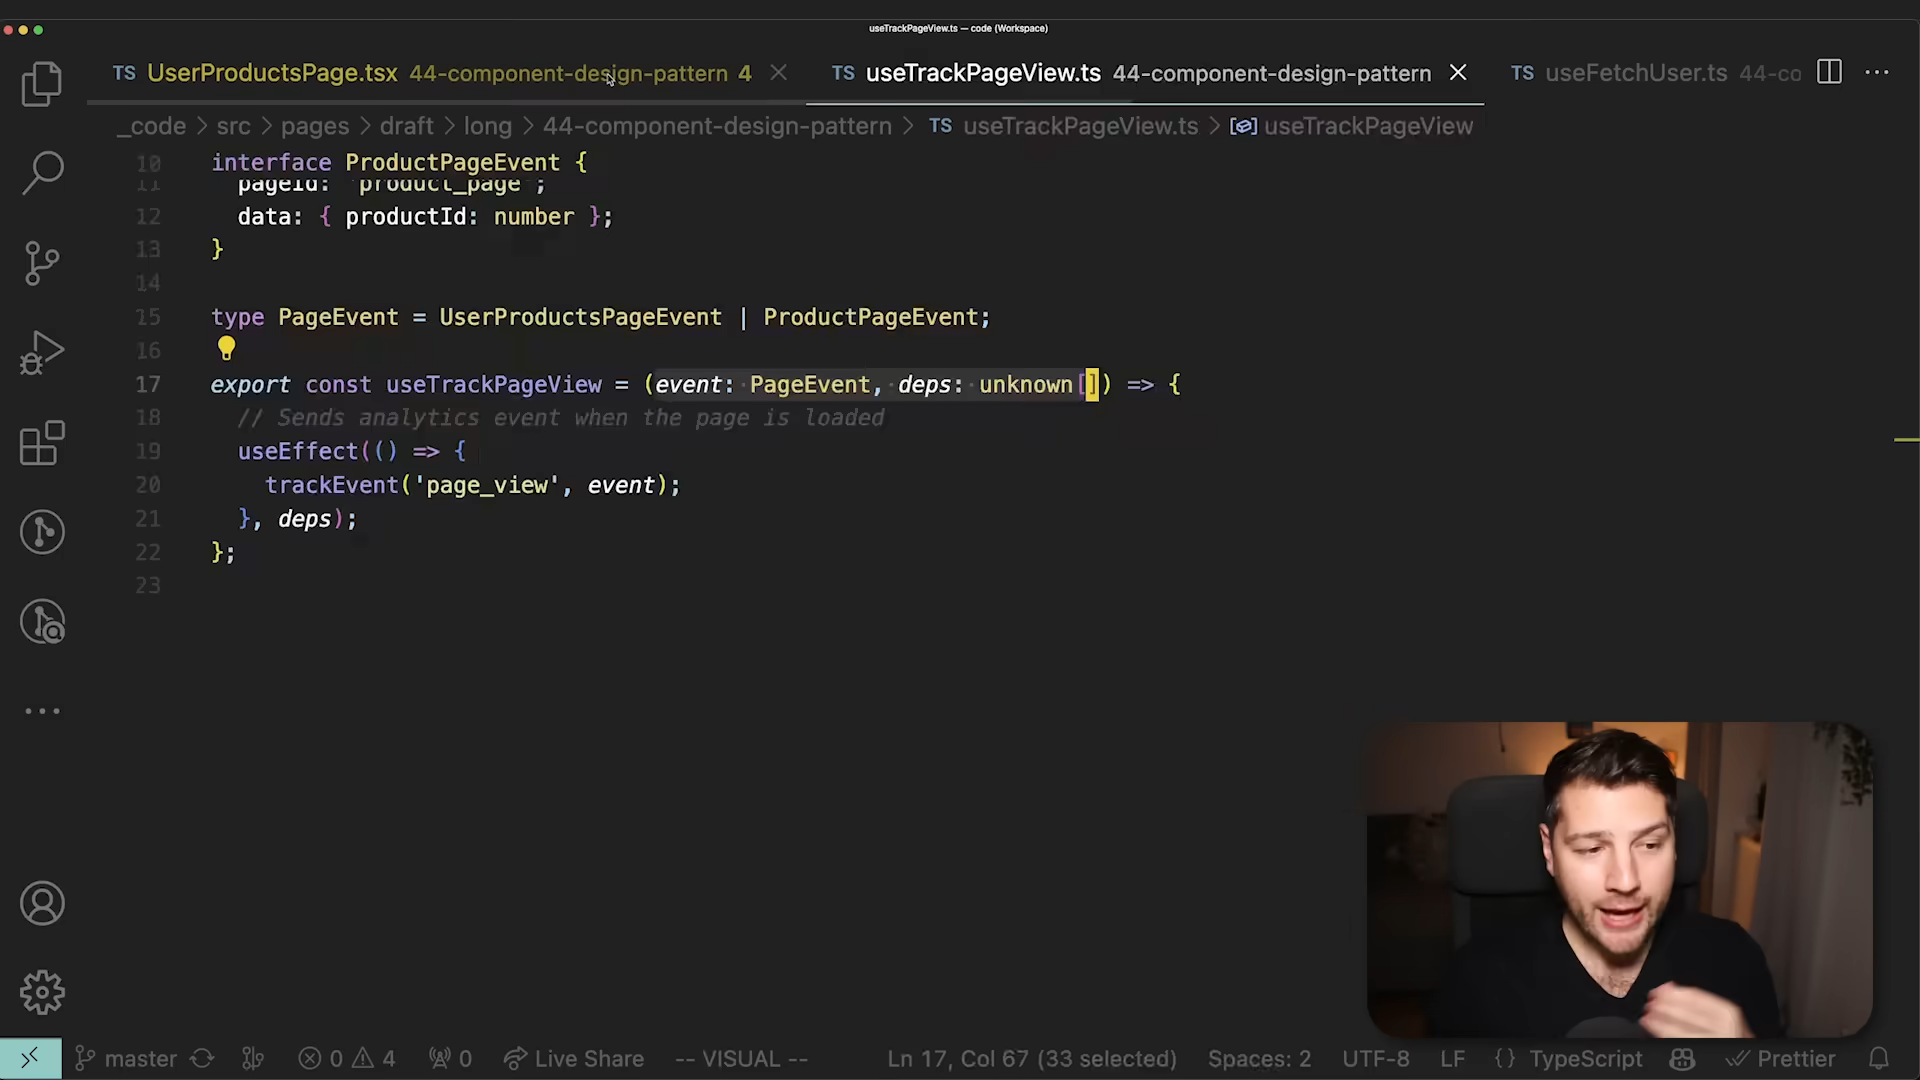 useTrackPageView.ts — code (Workspace)
TS UserProductsPage.tsx 44-component-design-pattern 4
TS useTrackPageView.ts 44-component-design-pattern
TS useFetchUser.ts 44-co
_code > src > pages > draft > long > 44-component-design-pattern > TS useTrackPageView.ts > useTrackPageView
10 interface ProductPageEvent {
11 pageId: 'product_page';
12 data: { productId: number };
13 }
14
15 type PageEvent = UserProductsPageEvent | ProductPageEvent;
16
17 export const useTrackPageView = (event: PageEvent, deps: unknown[]) => {
18 // Sends analytics event when the page is loaded
19 useEffect(() => {
20 trackEvent('page_view', event);
21 }, deps);
22 };
23
master 0 4 0 Live Share -- VISUAL -- Ln 17, Col 67 (33 selected) Spaces: 2 UTF-8 LF {} TypeScript Prettier